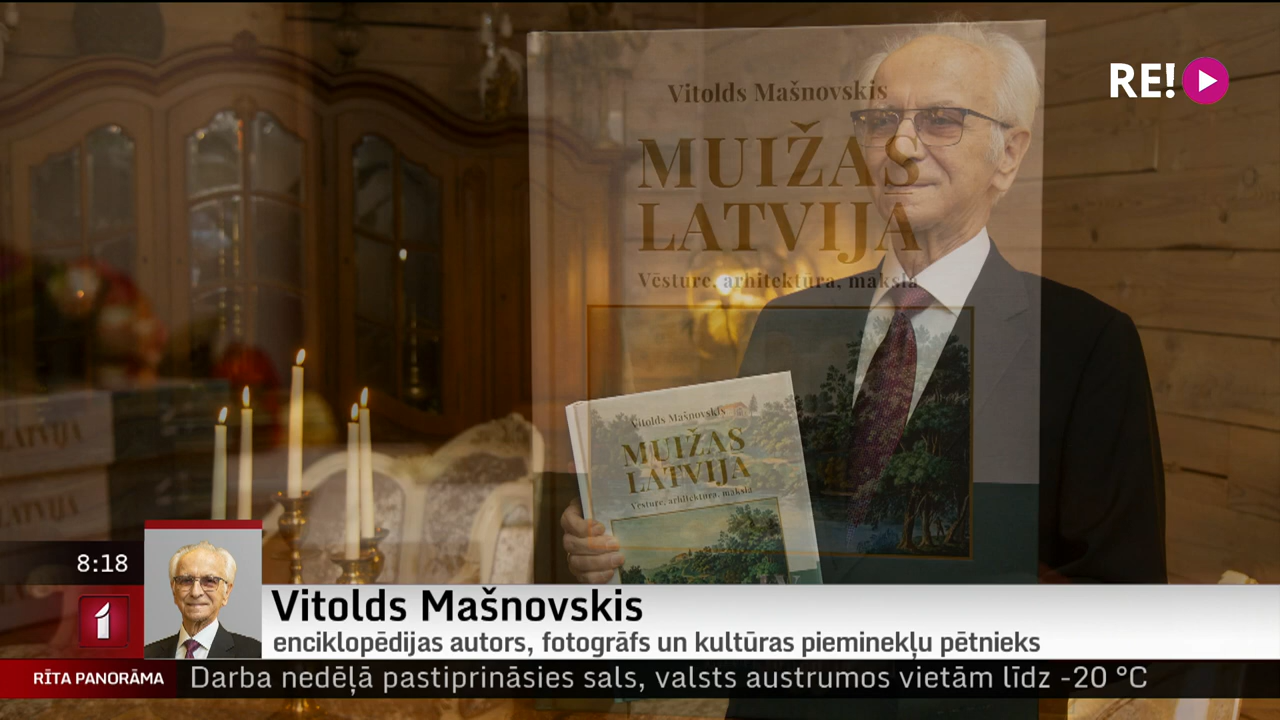 RE!
Vitolds Mašnovskis
MUIŽAS
LATVIJĀ
Vēsture, arhitektūra, māksla
Vitolds Mašnovskis
MUIŽAS
LATVIJĀ
Vēsture, arhitektūra, māksla
LATVIJĀ
LATVIJĀ
8:18
1
Vitolds Mašnovskis
enciklopēdijas autors, fotogrāfs un kultūras pieminekļu pētnieks
RĪTA PANORĀMA
Darba nedēļā pastiprināsies sals, valsts austrumos vietām līdz -20 °C